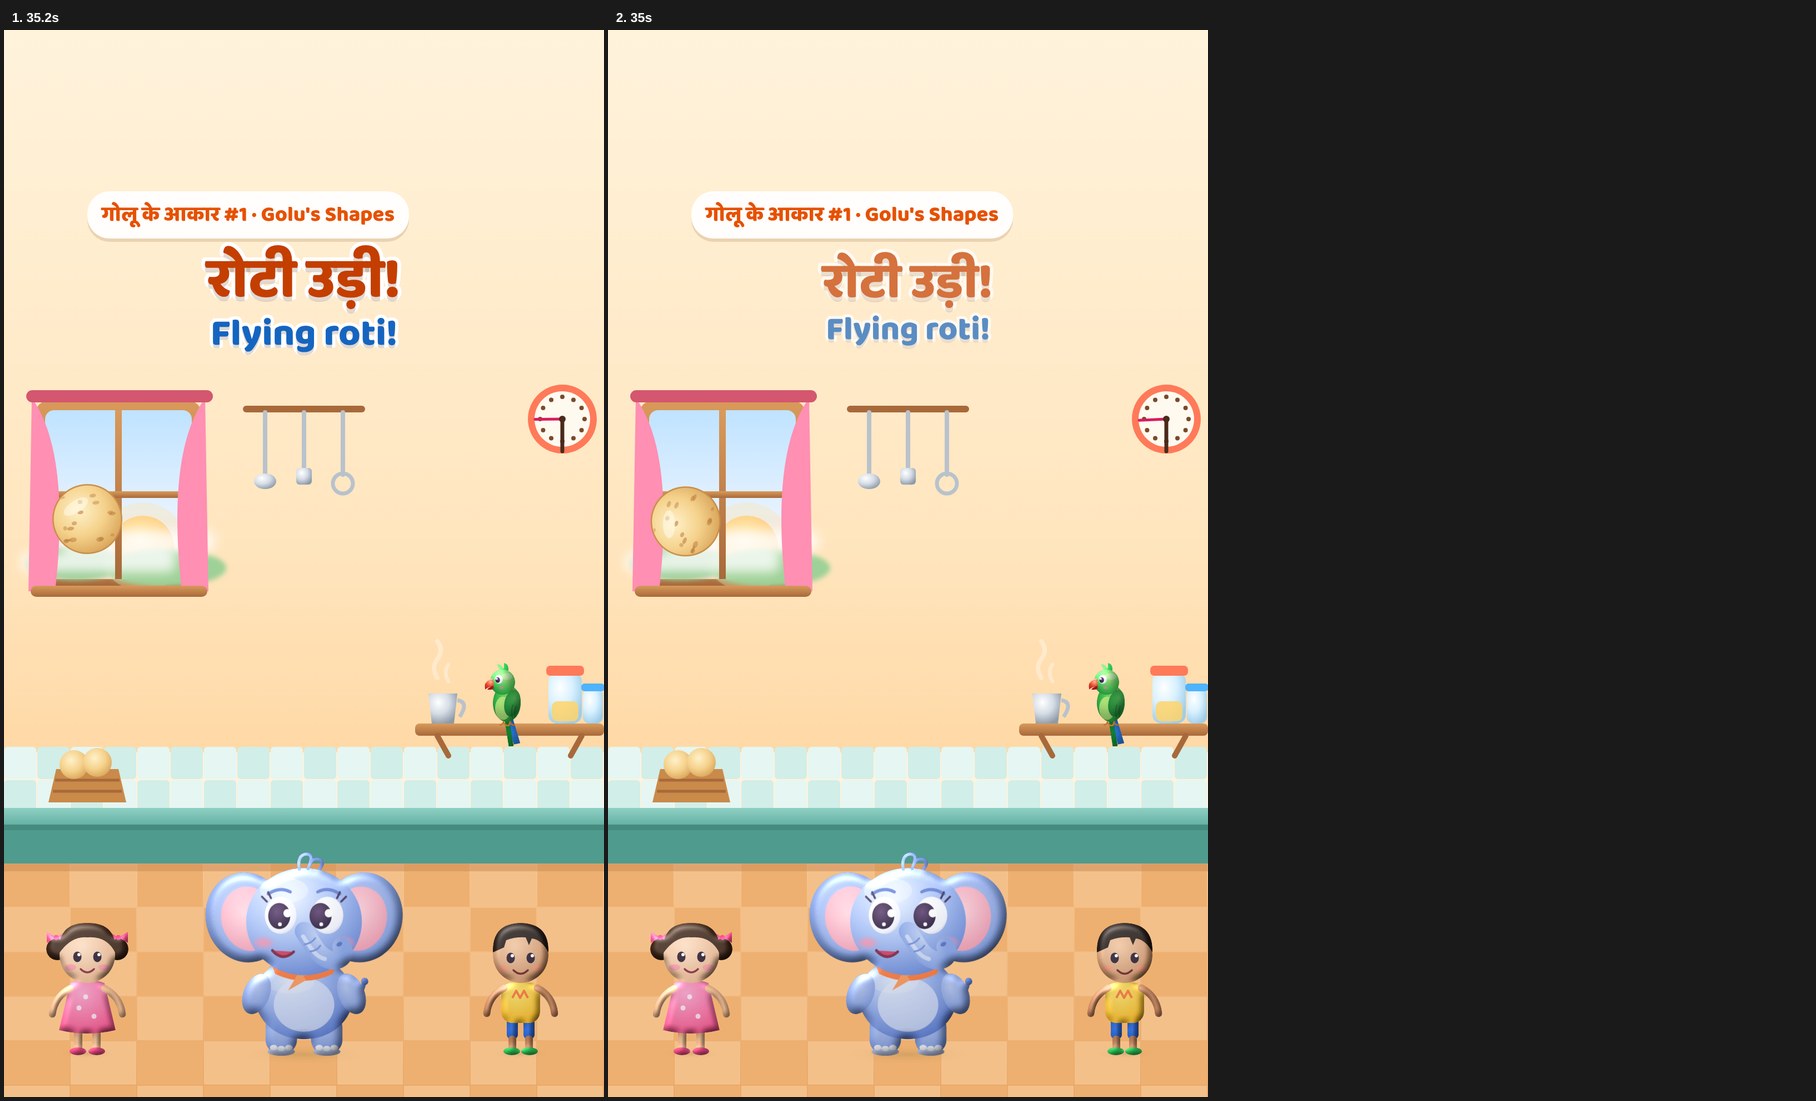 1. 35.2s
गोलू के आकार #1 · Golu's Shapes
रोटी उड़ी!
Flying roti!
2. 35s
गोलू के आकार #1 · Golu's Shapes
रोटी उड़ी!
Flying roti!